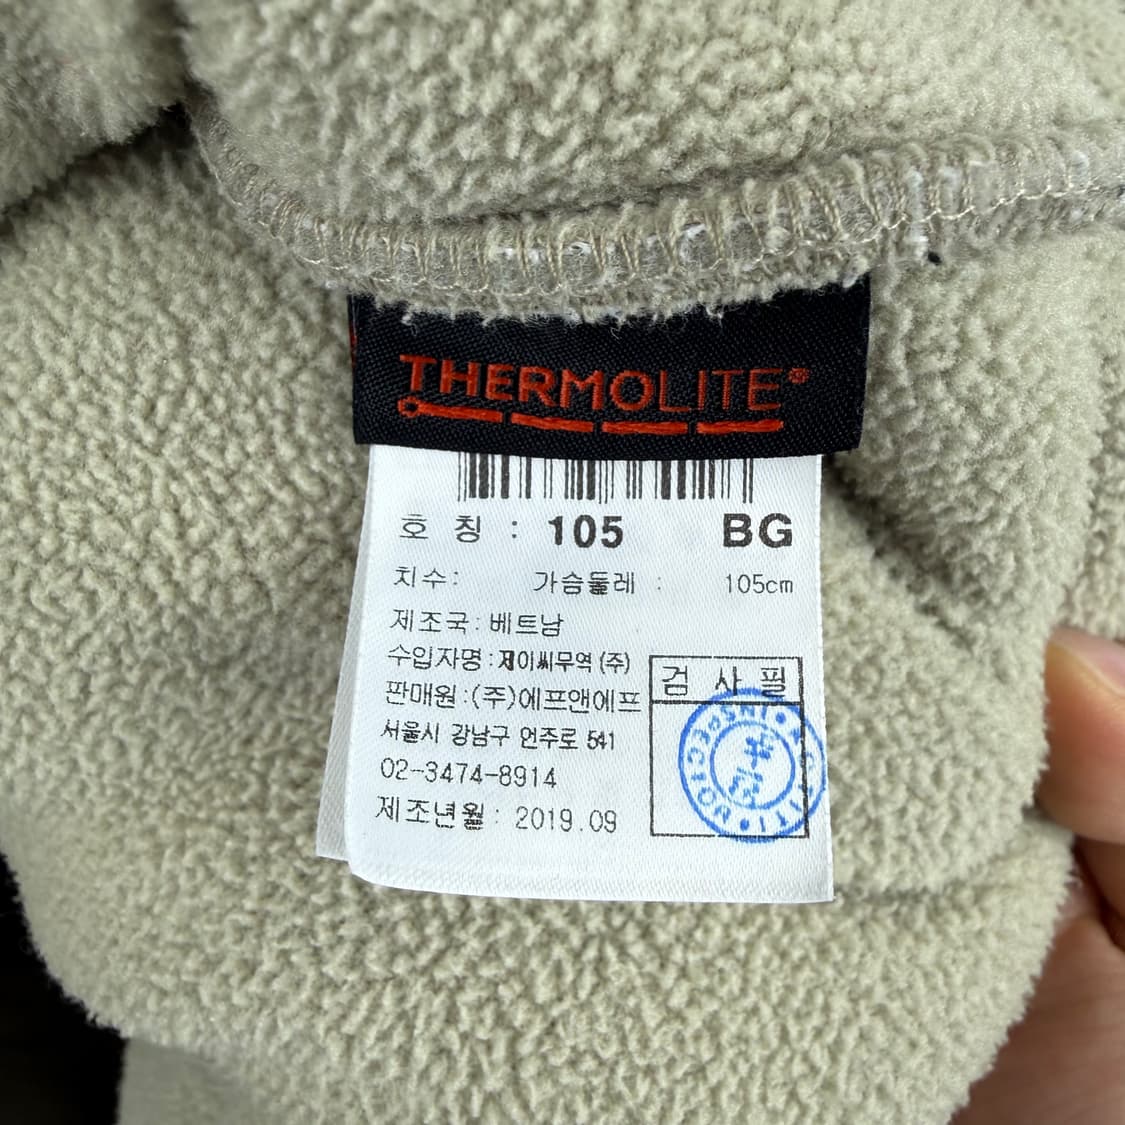 THERMOLITE®
호 칭 : 105 BG
치수: 가슴둘레 : 105cm
제조국: 베트남
수입자명: 제이씨무역 (주)
판매원:(주)에프앤에프
서울시 강남구 언주로 541
02-3474-8914
제조년월: 2019.09
검 사 필
INSPECTION